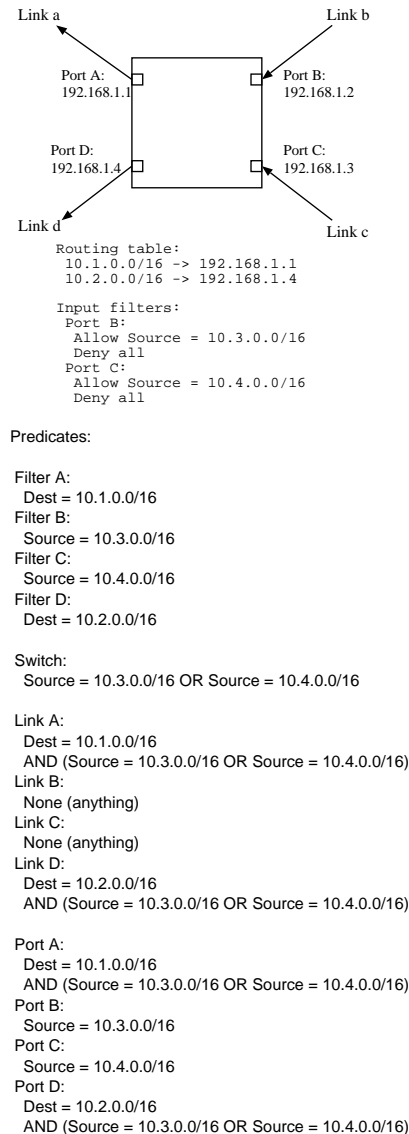 Link a
Link b
Port A:
192.168.1.1
Port B:
192.168.1.2
Port D:
192.168.1.4
Port C:
192.168.1.3
Link d
Link c
Routing table:
10.1.0.0/16 -> 192.168.1.1
10.2.0.0/16 -> 192.168.1.4
Input filters:
Port B:
Allow Source = 10.3.0.0/16
Deny all
Port C:
Allow Source = 10.4.0.0/16
Deny all
Predicates:
Filter A:
Dest = 10.1.0.0/16
Filter B:
Source = 10.3.0.0/16
Filter C:
Source = 10.4.0.0/16
Filter D:
Dest = 10.2.0.0/16
Switch:
Source = 10.3.0.0/16 OR Source = 10.4.0.0/16
Link A:
Dest = 10.1.0.0/16
AND (Source = 10.3.0.0/16 OR Source = 10.4.0.0/16)
Link B:
None (anything)
Link C:
None (anything)
Link D:
Dest = 10.2.0.0/16
AND (Source = 10.3.0.0/16 OR Source = 10.4.0.0/16)
Port A:
Dest = 10.1.0.0/16
AND (Source = 10.3.0.0/16 OR Source = 10.4.0.0/16)
Port B:
Source = 10.3.0.0/16
Port C:
Source = 10.4.0.0/16
Port D:
Dest = 10.2.0.0/16
AND (Source = 10.3.0.0/16 OR Source = 10.4.0.0/16)